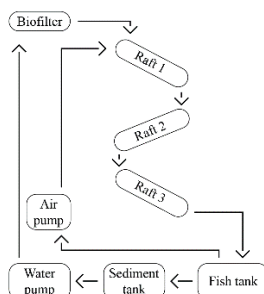 Biofilter
Raft 1
Raft 2
Raft 3
Air
pump
Water
pump
Sediment
tank
Fish tank